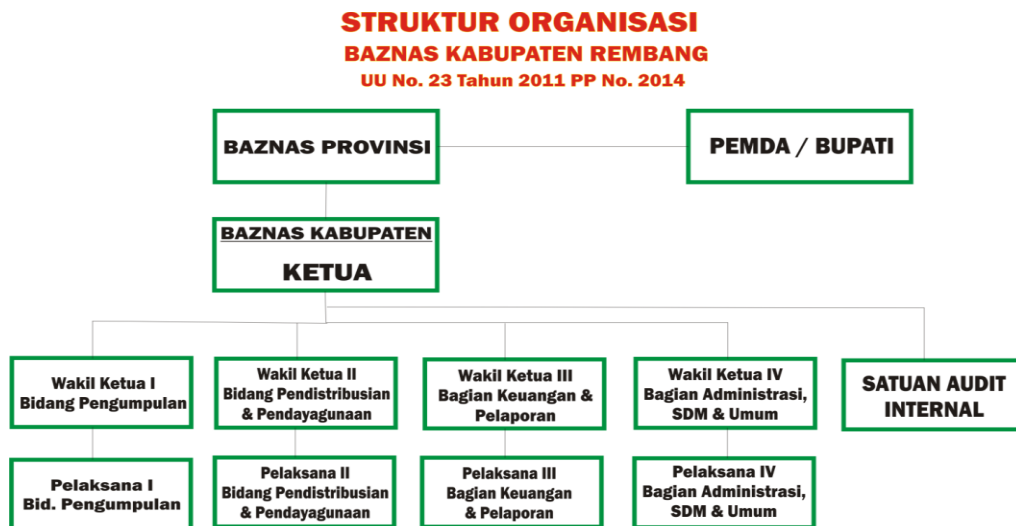 STRUKTUR ORGANISASI
BAZNAS KABUPATEN REMBANG
UU No. 23 Tahun 2011 PP No. 2014
BAZNAS PROVINSI
PEMDA / BUPATI
BAZNAS KABUPATEN
KETUA
Wakil Ketua I
Bidang Pengumpulan
Wakil Ketua II
Bidang Pendistribusian
& Pendayagunaan
Wakil Ketua III
Bagian Keuangan &
Pelaporan
Wakil Ketua IV
Bagian Administrasi,
SDM & Umum
SATUAN AUDIT
INTERNAL
Pelaksana I
Bid. Pengumpulan
Pelaksana II
Bidang Pendistribusian
& Pendayagunaan
Pelaksana III
Bagian Keuangan
& Pelaporan
Pelaksana IV
Bagian Administrasi,
SDM & Umum